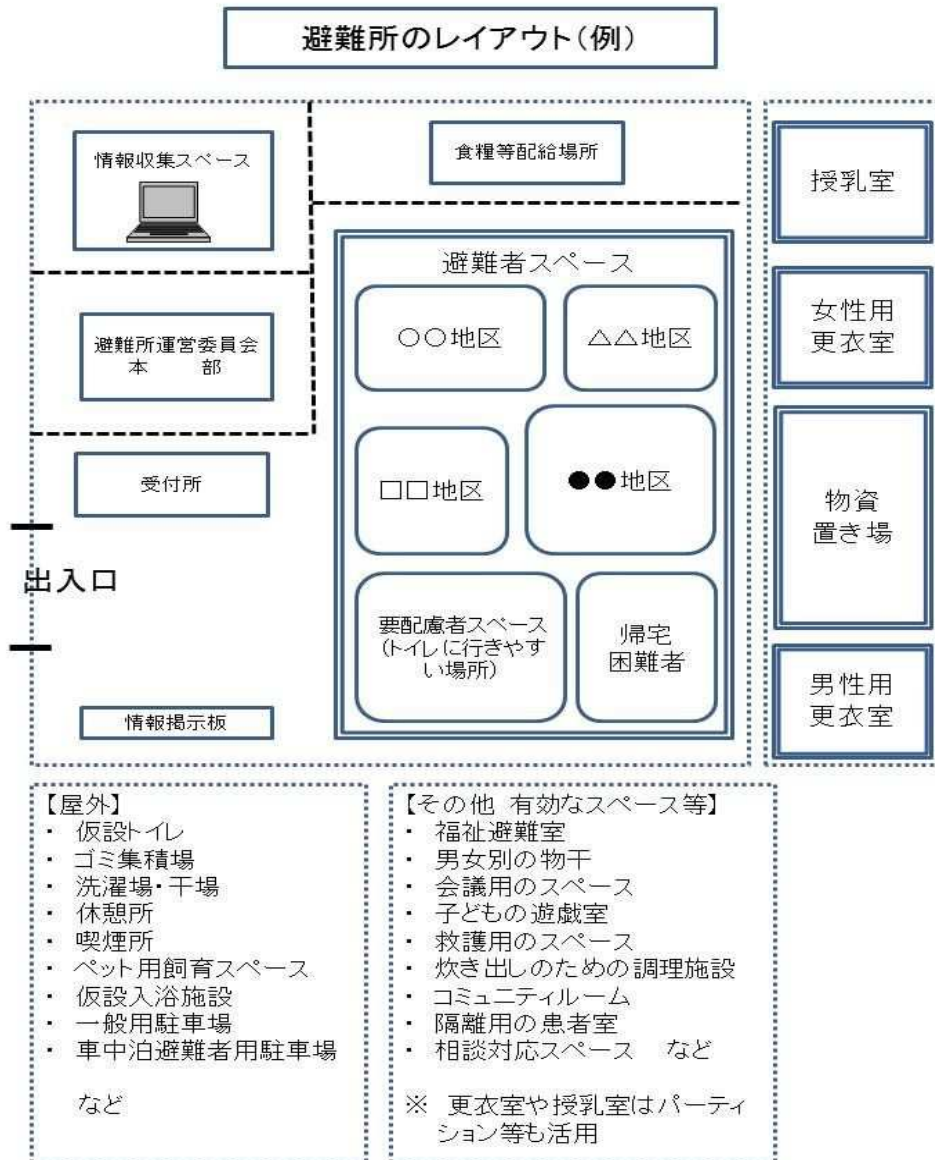 避難所のレイアウト(例)
情報収集スペース
食糧等配給場所
授乳室
避難者スペース
○○地区
△△地区
女性用
更衣室
避難所運営委員会
本　　部
受付所
□□地区
●●地区
物資
置き場
出入口
要配慮者スペース
(トイレに行きやす
い場所)
帰宅
困難者
男性用
更衣室
情報掲示板
【屋外】
・ 仮設トイレ
・ ゴミ集積場
・ 洗濯場・干場
・ 休憩所
・ 喫煙所
・ ペット用飼育スペース
・ 仮設入浴施設
・ 一般用駐車場
・ 車中泊避難者用駐車場
など
【その他 有効なスペース等】
・ 福祉避難室
・ 男女別の物干
・ 会議用のスペース
・ 子どもの遊戯室
・ 救護用のスペース
・ 炊き出しのための調理施設
・ コミュニティルーム
・ 隔離用の患者室
・ 相談対応スペース　など
※ 更衣室や授乳室はパーティ
ション等も活用